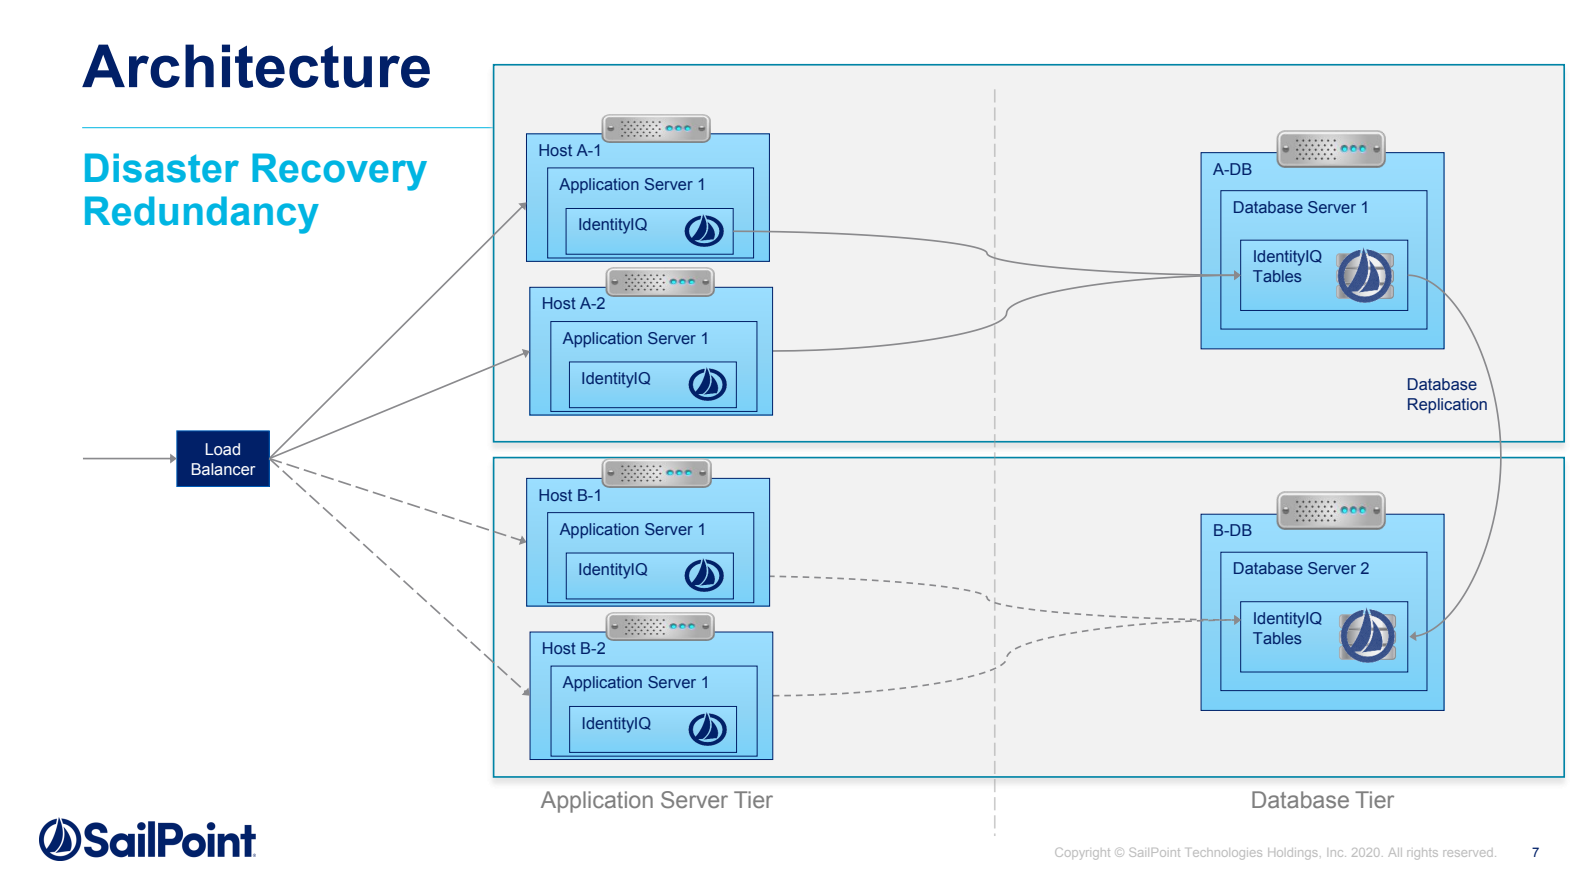 Architecture
Disaster Recovery
Redundancy
Host A-1
Application Server 1
IdentityIQ
Host A-2
Application Server 1
IdentityIQ
A-DB
Database Server 1
IdentityIQ
Tables
Database
Replication
Load
Balancer
Host B-1
Application Server 1
IdentityIQ
Host B-2
Application Server 1
IdentityIQ
B-DB
Database Server 2
IdentityIQ
Tables
Application Server Tier
Database Tier
SailPoint
Copyright © SailPoint Technologies Holdings, Inc. 2020. All rights reserved.
7